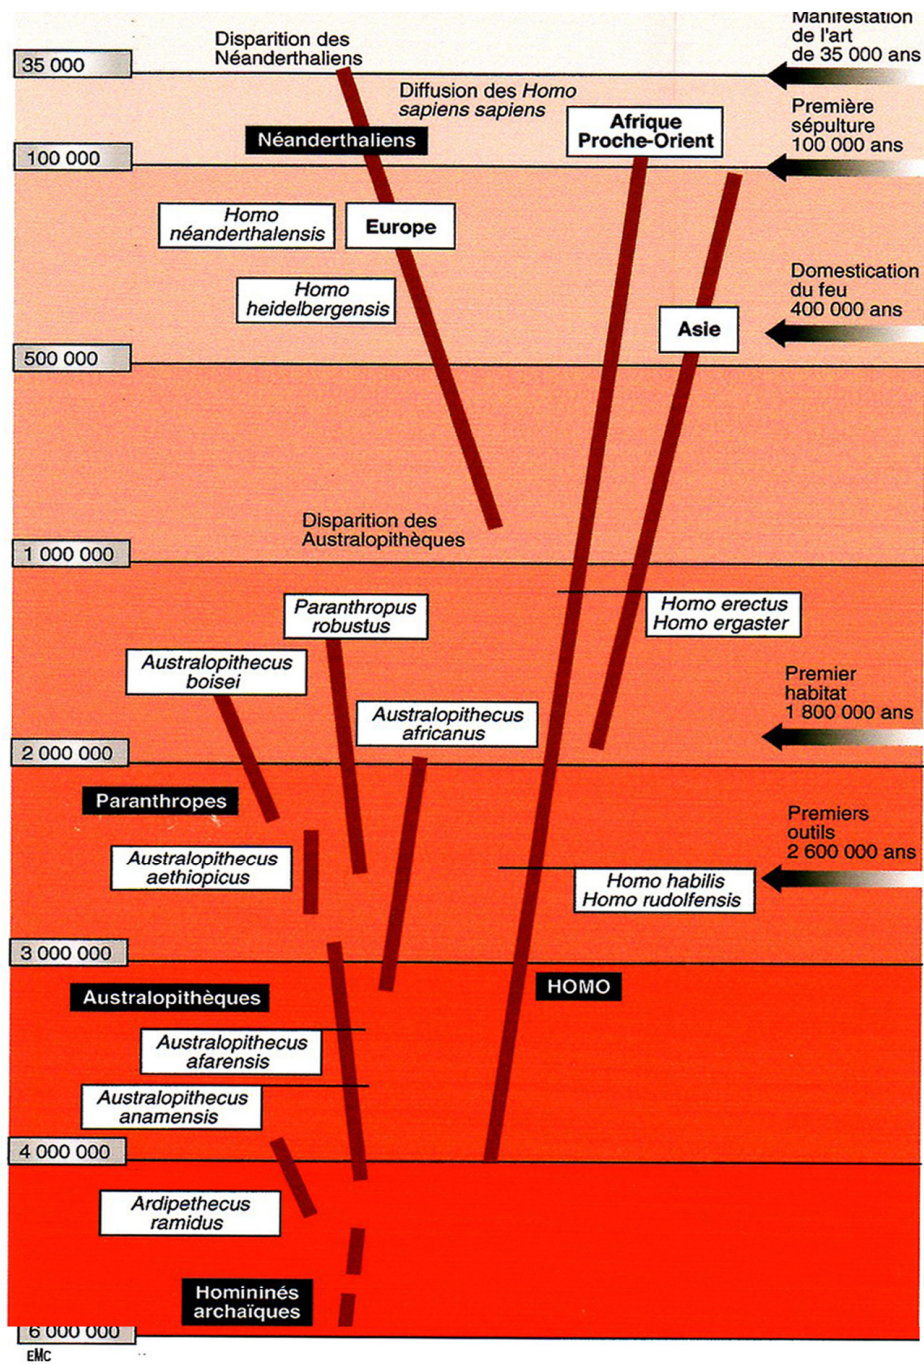 Manifestation
de l'art
de 35 000 ans
Disparition des
Néanderthaliens
35 000
Diffusion des Homo
sapiens sapiens
Afrique
Proche-Orient
Première
sépulture
100 000 ans
Néanderthaliens
100 000
Homo
néanderthalensis
Europe
Homo
heidelbergensis
Domestication
du feu
400 000 ans
Asie
500 000
Disparition des
Australopithèques
1 000 000
Paranthropus
robustus
Homo erectus
Homo ergaster
Australopithecus
boisei
Australopithecus
africanus
Premier
habitat
1 800 000 ans
2 000 000
Paranthropes
Premiers
outils
2 600 000 ans
Australopithecus
aethiopicus
Homo habilis
Homo rudolfensis
3 000 000
Australopithèques
HOMO
Australopithecus
afarensis
Australopithecus
anamensis
4 000 000
Ardipethecus
ramidus
Homininés
archaïques
6 000 000
EMC